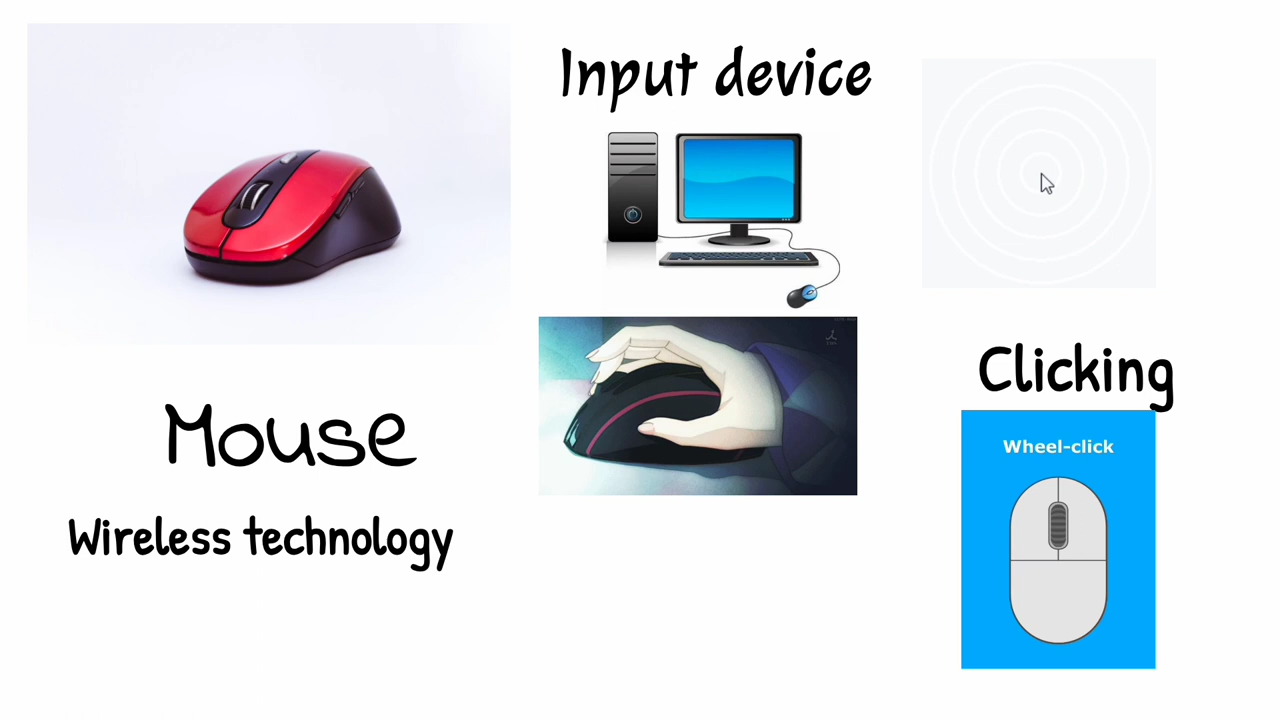 Input device
Clicking
Wheel-click
Mouse
Wireless technology